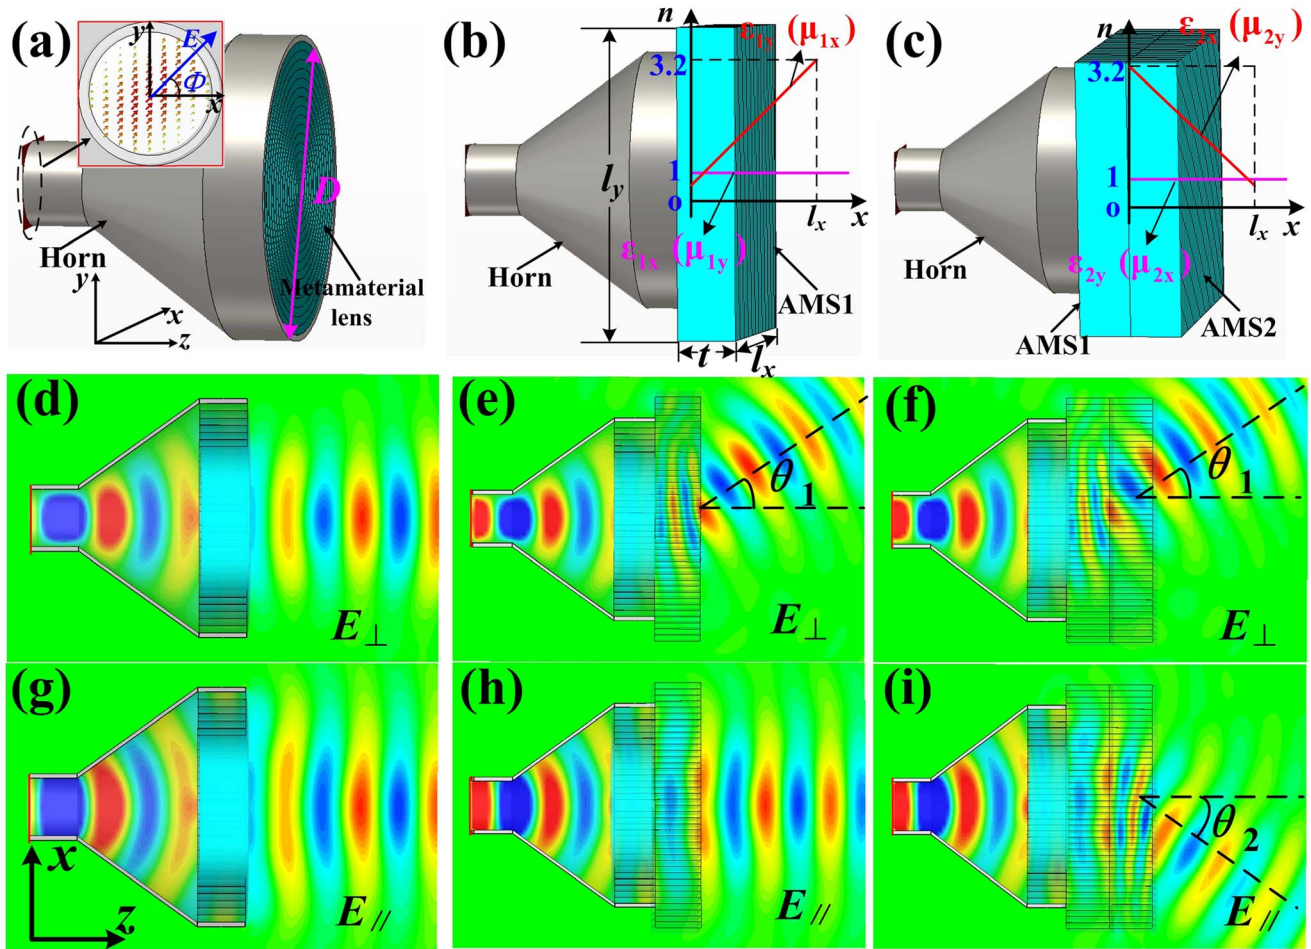 (a)
y
E
Φ
x
D
Horn
Metamaterial
lens
y
x
z
(b)
n
ε1y (μ1x)
3.2
ly
1
o
lx
x
ε1x (μ1y)
Horn
AMS1
t
lx
(c)
n
ε2x (μ2y)
3.2
1
o
lx
x
ε2y (μ2x)
Horn
AMS1
AMS2
(d)
E⊥
(e)
θ1
E⊥
(f)
θ1
E⊥
(g)
x
z
E//
(h)
E//
(i)
θ2
E//